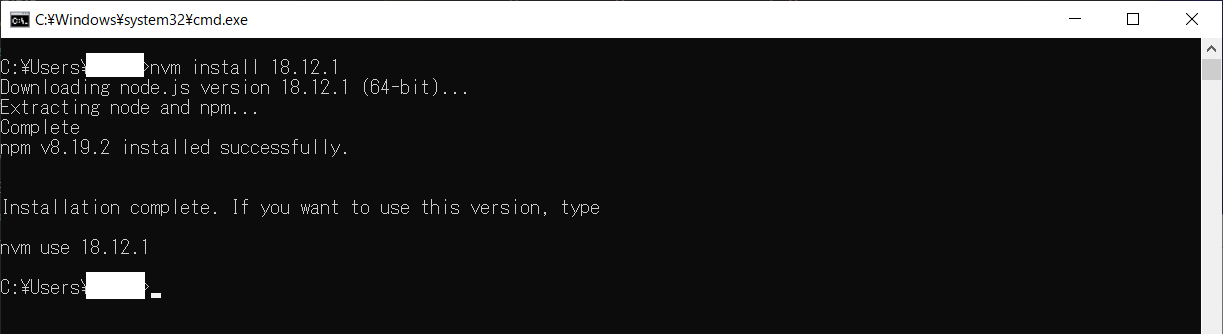 C:¥Windows¥system32¥cmd.exe
C:¥Users¥>nvm install 18.12.1
Downloading node.js version 18.12.1 (64-bit)...
Extracting node and npm...
Complete
npm v8.19.2 installed successfully.
Installation complete. If you want to use this version, type
nvm use 18.12.1
C:¥Users¥>